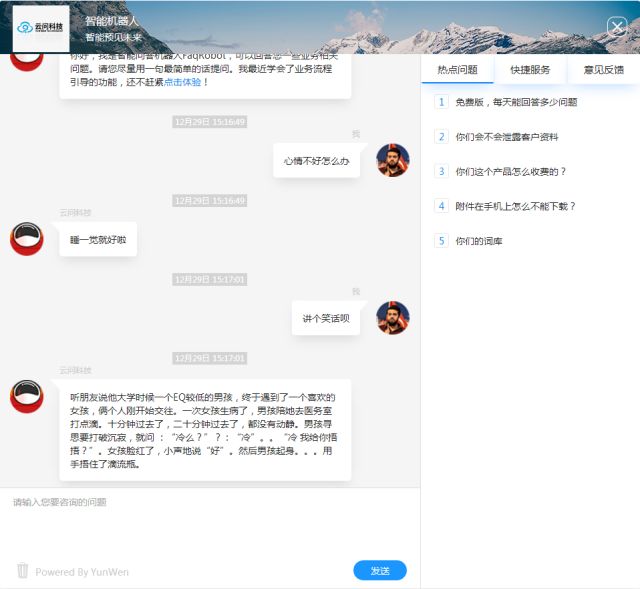 云问科技
智能机器人
智能预见未来
你好，我是智能问答机器人FaqRobot，可以回答您一些业务相关
问题。请您尽量用一句最简单的话提问。我最近学会了业务流程
引导的功能，还不赶紧点击体验！
12月29日 15:16:49
我
心情不好怎么办
12月29日 15:16:49
云问科技
睡一觉就好啦
12月29日 15:17:01
我
讲个笑话呗
12月29日 15:17:01
云问科技
听朋友说他大学时候一个EQ较低的男孩，终于遇到了一个喜欢的
女孩，俩个人刚开始交往。一次女孩生病了，男孩陪她去医务室
打点滴。十分钟过去了，二十分钟过去了，都没有动静。男孩寻
思要打破沉寂，就问：“冷么？”？：“冷”。。“冷 我给你捂
捂？”。女孩脸红了，小声地说“好”。然后男孩起身。。。用
手捂住了滴流瓶。
请输入您要咨询的问题
Powered By YunWen
发送
热点问题
快捷服务
意见反馈
1 免费版，每天能回答多少问题
2 你们会不会泄露客户资料
3 你们这个产品怎么收费的？
4 附件在手机上怎么不能下载？
5 你们的词库